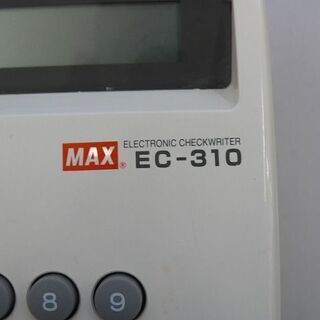 ELECTRONIC CHECKWRITER
MAX® EC-310
8 9